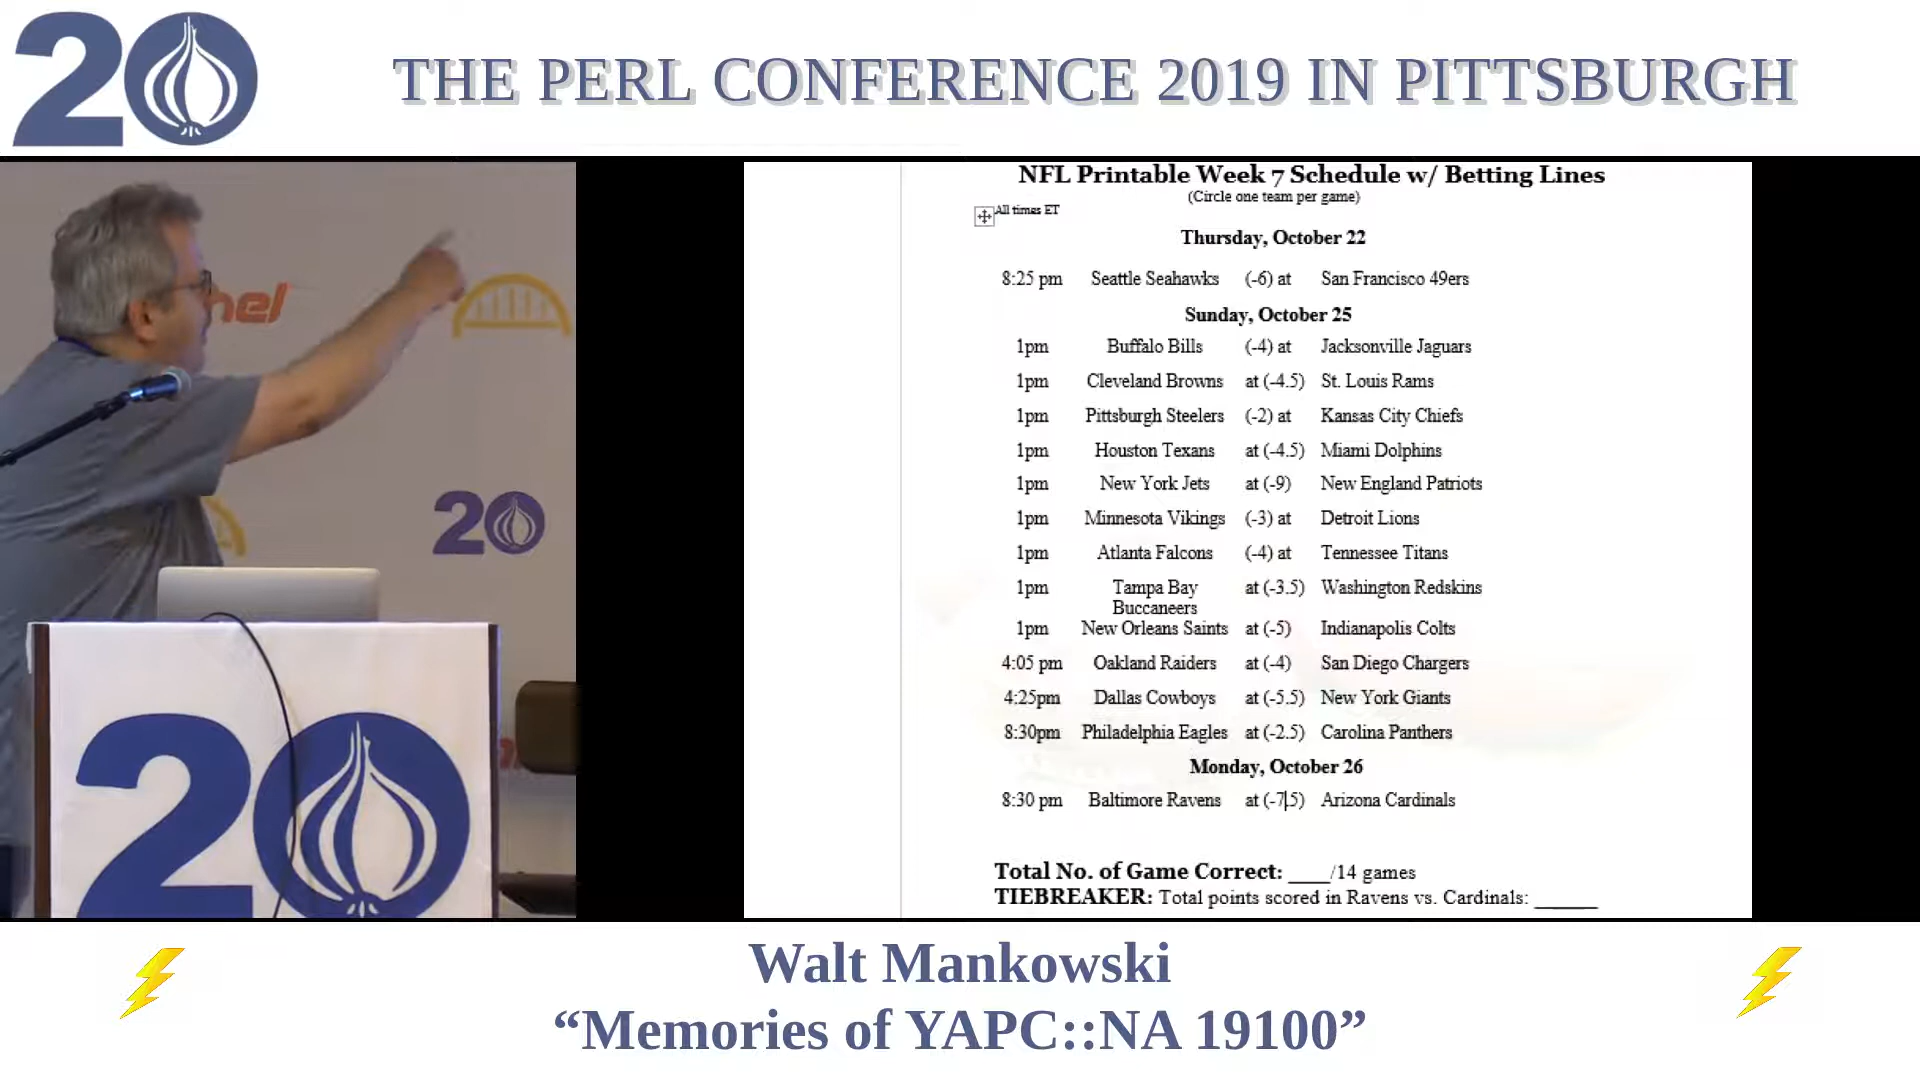 20
THE PERL CONFERENCE 2019 IN PITTSBURGH
nel
20
20
NFL Printable Week 7 Schedule w/ Betting Lines
(Circle one team per game)
All times ET
Thursday, October 22
8:25 pm Seattle Seahawks (-6) at San Francisco 49ers
Sunday, October 25
1pm Buffalo Bills (-4) at Jacksonville Jaguars
1pm Cleveland Browns at (-4.5) St. Louis Rams
1pm Pittsburgh Steelers (-2) at Kansas City Chiefs
1pm Houston Texans at (-4.5) Miami Dolphins
1pm New York Jets at (-9) New England Patriots
1pm Minnesota Vikings (-3) at Detroit Lions
1pm Atlanta Falcons (-4) at Tennessee Titans
1pm Tampa Bay at (-3.5) Washington Redskins
Buccaneers
1pm New Orleans Saints at (-5) Indianapolis Colts
4:05 pm Oakland Raiders at (-4) San Diego Chargers
4:25pm Dallas Cowboys at (-5.5) New York Giants
8:30pm Philadelphia Eagles at (-2.5) Carolina Panthers
Monday, October 26
8:30 pm Baltimore Ravens at (-7.5) Arizona Cardinals
Total No. of Game Correct: ____/14 games
TIEBREAKER: Total points scored in Ravens vs. Cardinals: ______
Walt Mankowski
“Memories of YAPC::NA 19100”